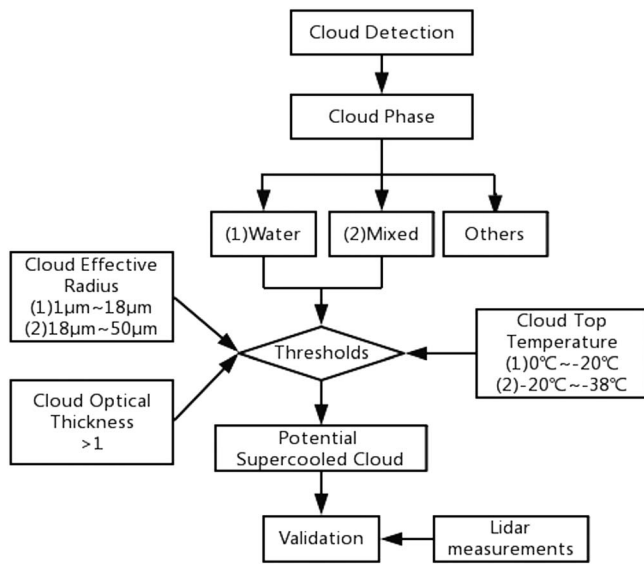 Cloud Detection
Cloud Phase
(1)Water
(2)Mixed
Others
Cloud Effective
Radius
(1)1μm~18μm
(2)18μm~50μm
Thresholds
Cloud Top
Temperature
(1)0℃~-20℃
(2)-20℃~-38℃
Cloud Optical
Thickness
>1
Potential
Supercooled Cloud
Validation
Lidar
measurements